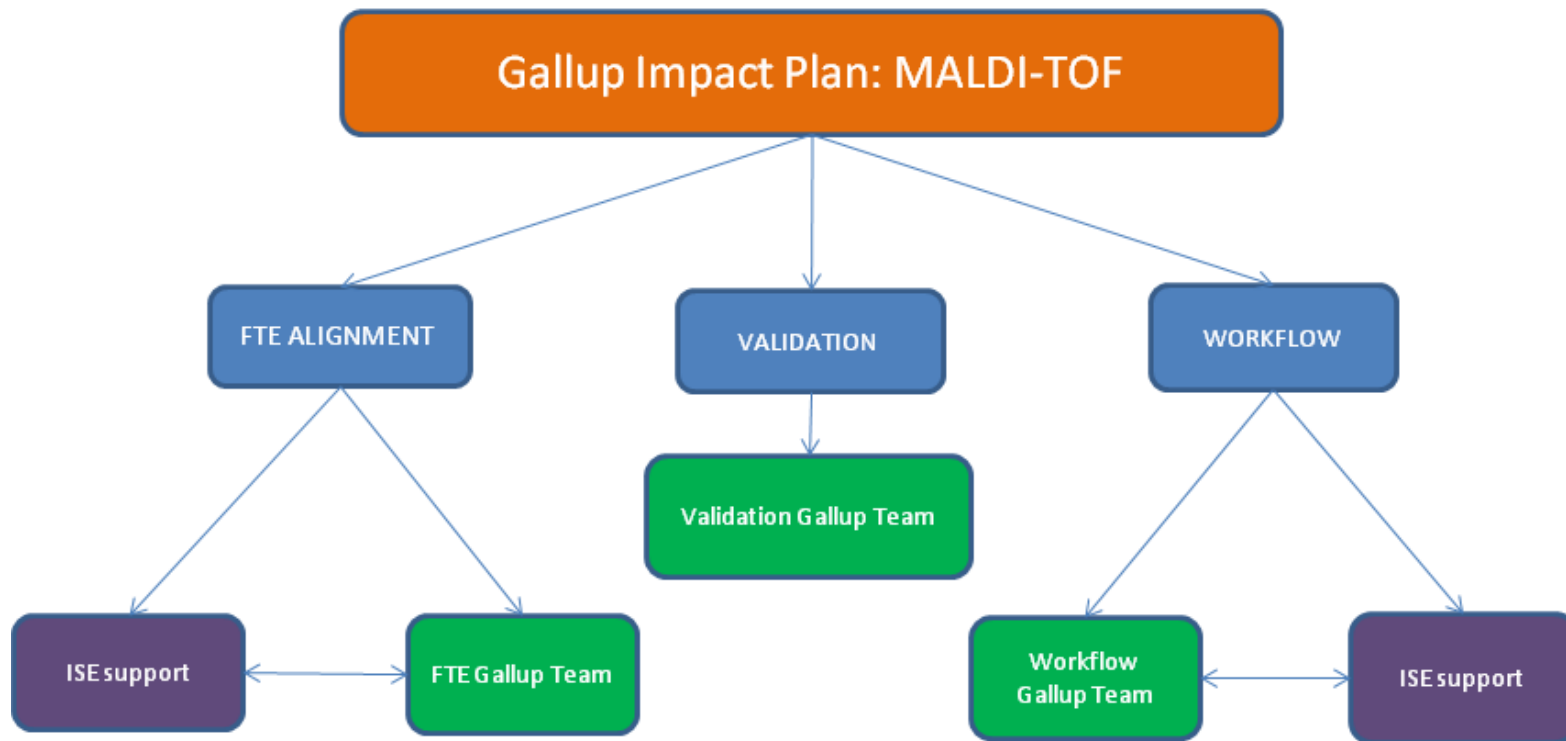 Gallup Impact Plan: MALDI-TOF
FTE ALIGNMENT
VALIDATION
WORKFLOW
Validation Gallup Team
ISE support
FTE Gallup Team
Workflow
Gallup Team
ISE support